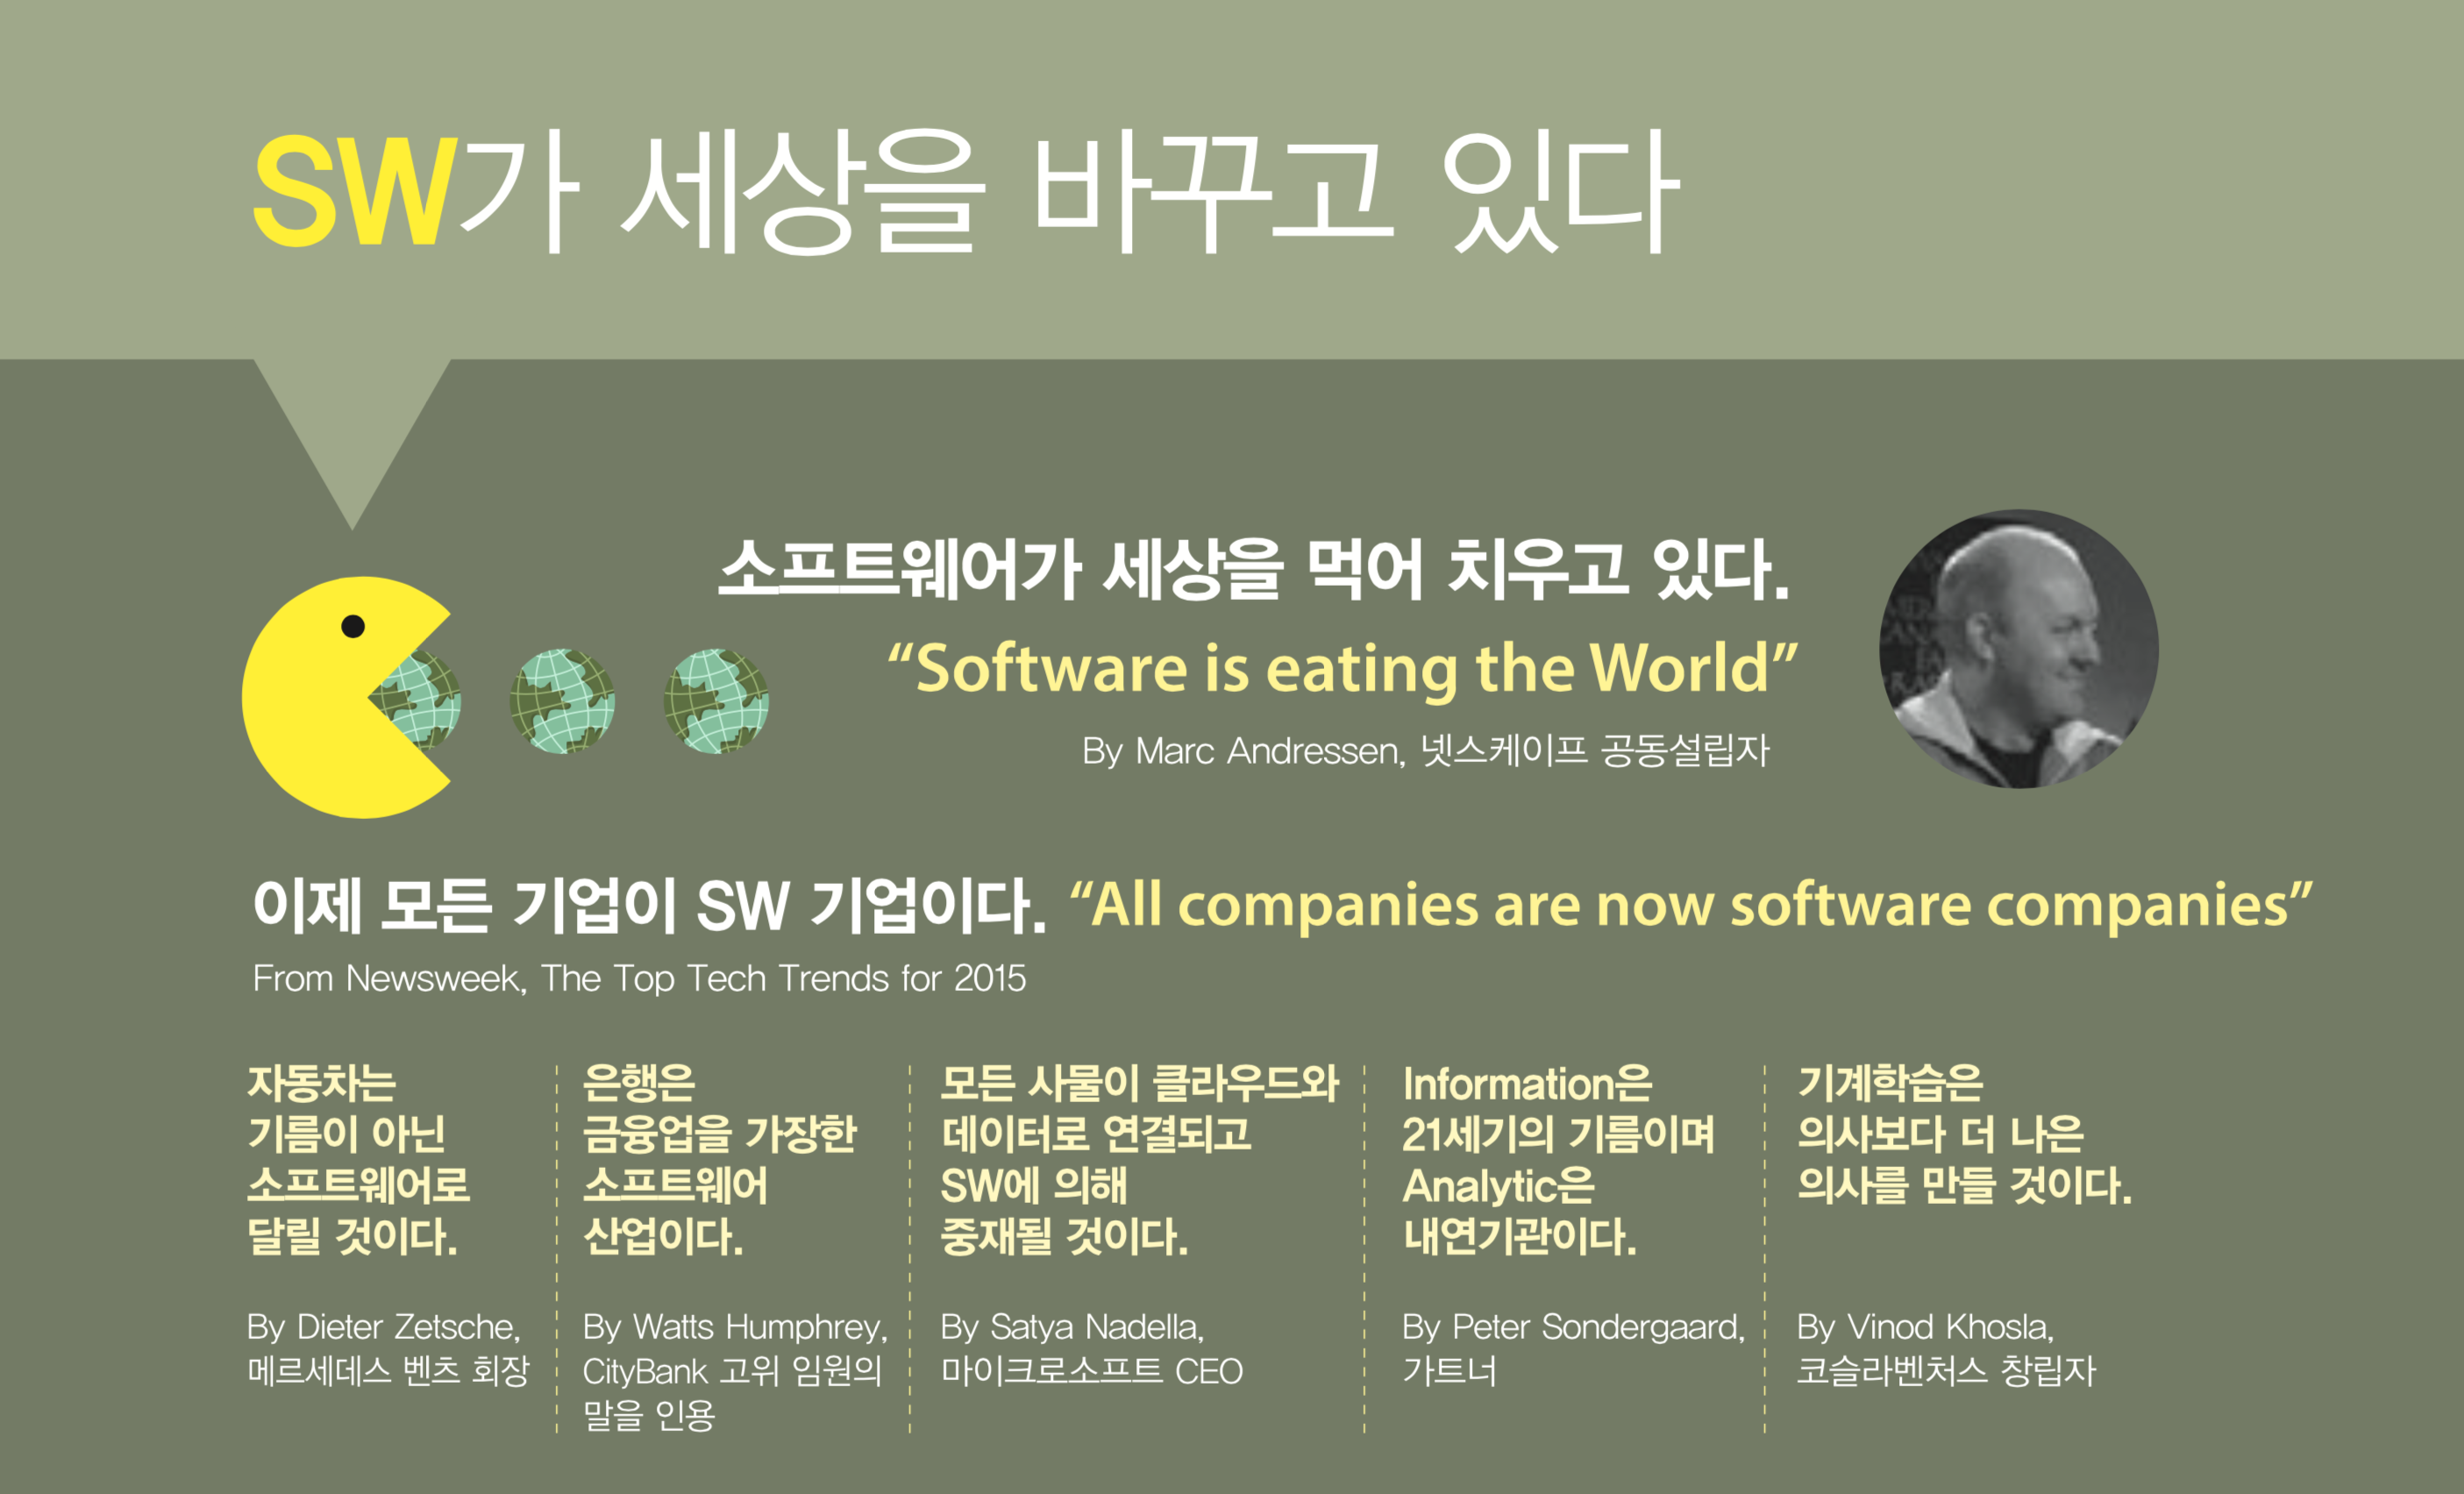 SW가 세상을 바꾸고 있다
소프트웨어가 세상을 먹어 치우고 있다.
“Software is eating the World”
By Marc Andressen, 넷스케이프 공동설립자
이제 모든 기업이 SW 기업이다. “All companies are now software companies”
From Newsweek, The Top Tech Trends for 2015
자동차는
기름이 아닌
소프트웨어로
달릴 것이다.
By Dieter Zetsche,
메르세데스 벤츠 회장
은행은
금융업을 가장한
소프트웨어
산업이다.
By Watts Humphrey,
CityBank 고위 임원의
말을 인용
모든 사물이 클라우드와
데이터로 연결되고
SW에 의해
중재될 것이다.
By Satya Nadella,
마이크로소프트 CEO
Information은
21세기의 기름이며
Analytic은
내연기관이다.
By Peter Sondergaard,
가트너
기계학습은
의사보다 더 나은
의사를 만들 것이다.
By Vinod Khosla,
코슬라벤처스 창립자